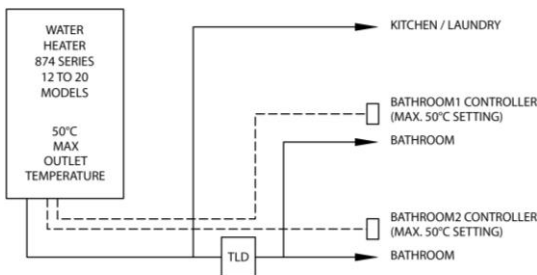 WATER
HEATER
874 SERIES
12 TO 20
MODELS
50°C
MAX
OUTLET
TEMPERATURE
KITCHEN / LAUNDRY
BATHROOM1 CONTROLLER
(MAX. 50°C SETTING)
BATHROOM
BATHROOM2 CONTROLLER
(MAX. 50°C SETTING)
TLD
BATHROOM